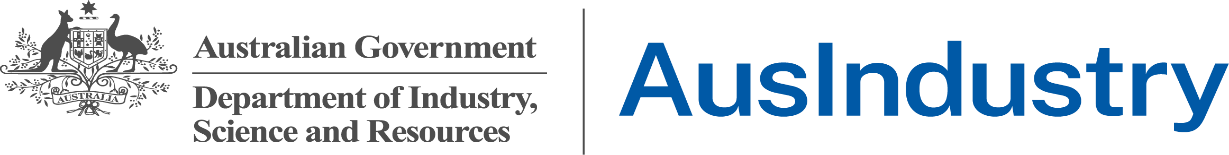 AUSTRALIA
Australian Government
Department of Industry,
Science and Resources
AusIndustry